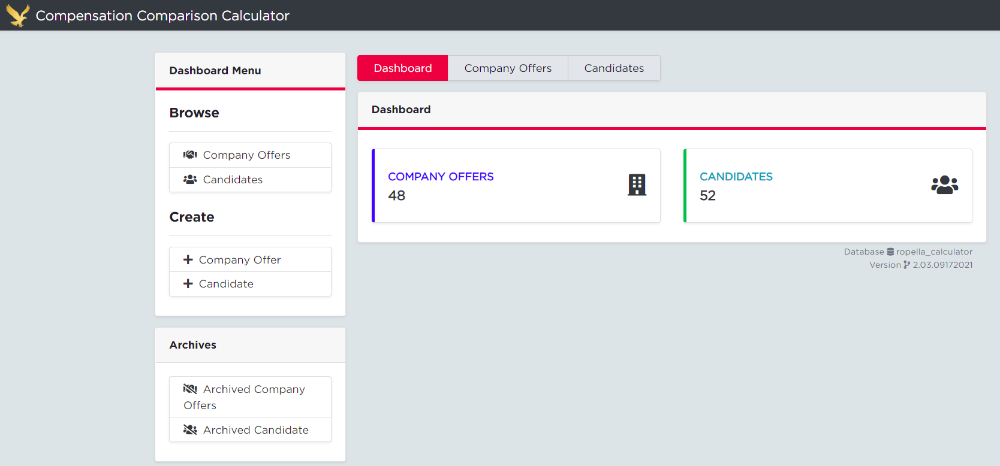 Compensation Comparison Calculator
Dashboard Menu
Browse
Company Offers
Candidates
Create
Company Offer
Candidate
Archives
Archived Company
Offers
Archived Candidate
Dashboard
Company Offers
Candidates
Dashboard
COMPANY OFFERS
48
CANDIDATES
52
Database ropella_calculator
Version 2.03.09172021